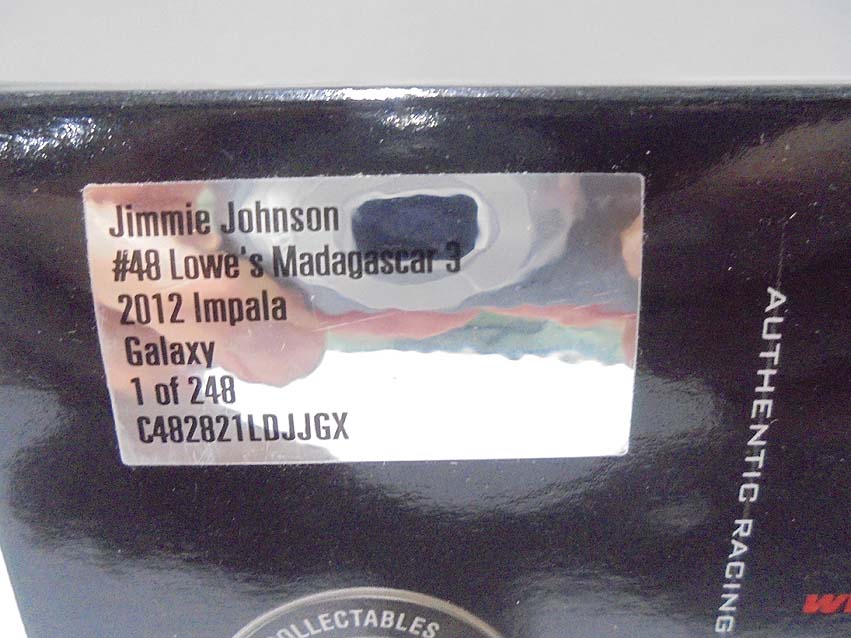 Jimmie Johnson
#48 Lowe's Madagascar 3
2012 Impala
Galaxy
1 of 248
C482821LDJJGX
AUTHENTIC RACING
COLLECTABLES